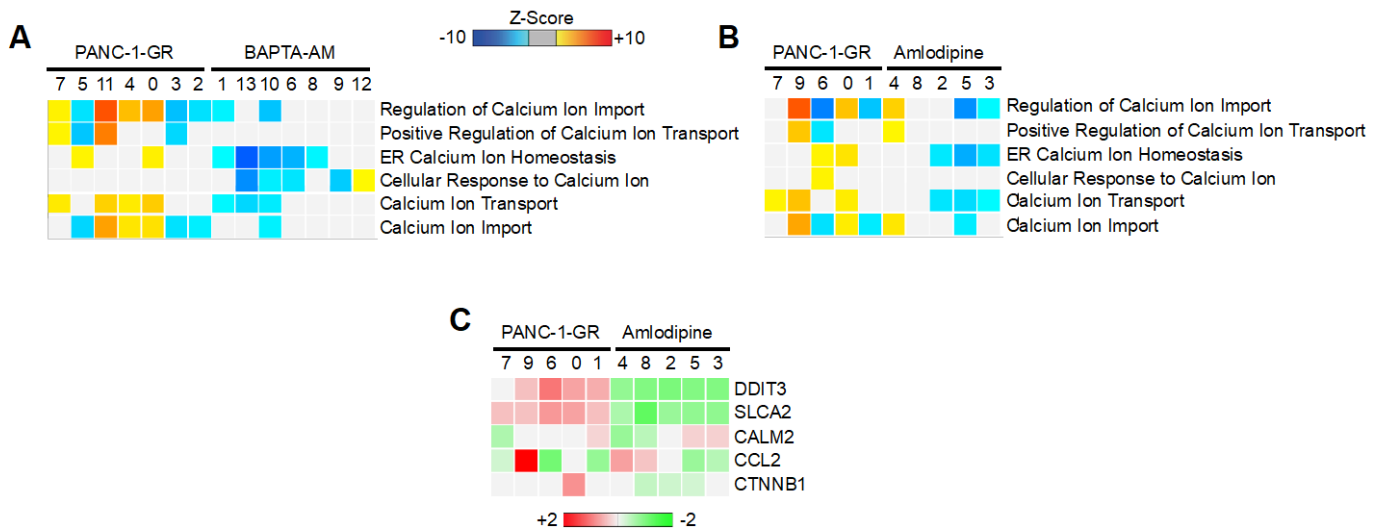 Z-Score
-10 +10
A
PANC-1-GR BAPTA-AM
7 5 11 4 0 3 2 1 13 10 6 8 9 12
Regulation of Calcium Ion Import
Positive Regulation of Calcium Ion Transport
ER Calcium Ion Homeostasis
Cellular Response to Calcium Ion
Calcium Ion Transport
Calcium Ion Import
B
PANC-1-GR Amlodipine
7 9 6 0 1 4 8 2 5 3
Regulation of Calcium Ion Import
Positive Regulation of Calcium Ion Transport
ER Calcium Ion Homeostasis
Cellular Response to Calcium Ion
Calcium Ion Transport
Calcium Ion Import
C
PANC-1-GR Amlodipine
7 9 6 0 1 4 8 2 5 3
DDIT3
SLCA2
CALM2
CCL2
CTNNB1
+2 -2